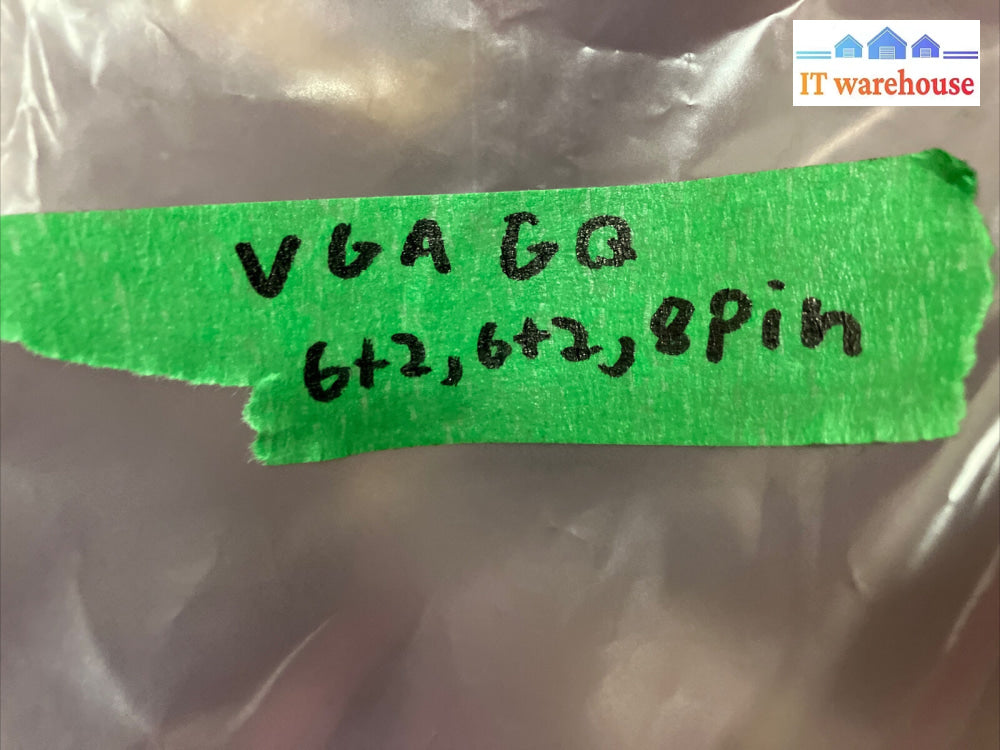 IT warehouse
VGA GQ
6+2, 6+2, 8pin